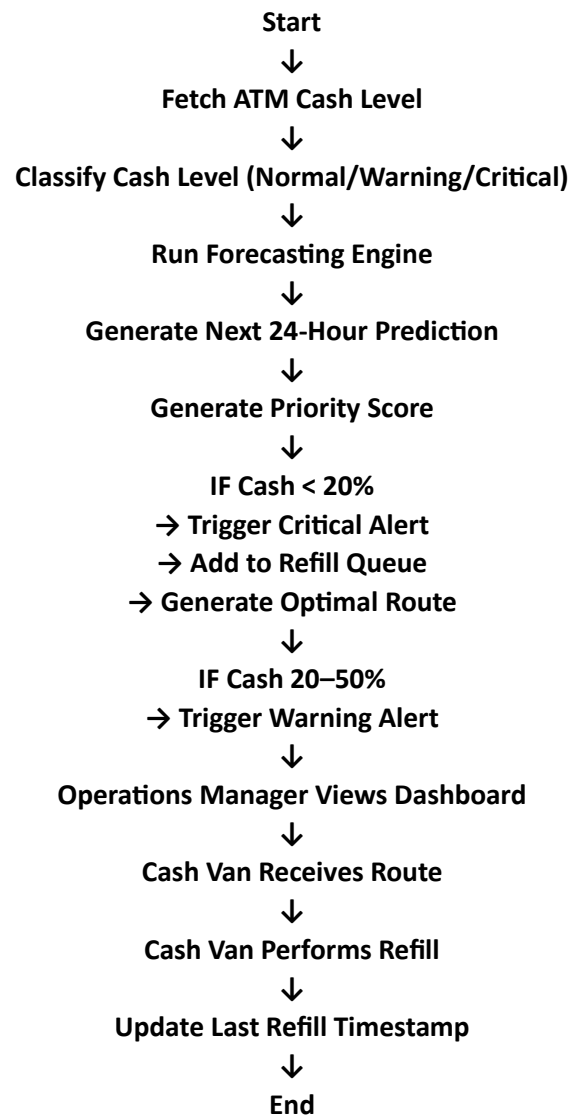 Start
↓
Fetch ATM Cash Level
↓
Classify Cash Level (Normal/Warning/Critical)
↓
Run Forecasting Engine
↓
Generate Next 24-Hour Prediction
↓
Generate Priority Score
↓
IF Cash < 20%
→ Trigger Critical Alert
→ Add to Refill Queue
→ Generate Optimal Route
↓
IF Cash 20–50%
→ Trigger Warning Alert
↓
Operations Manager Views Dashboard
↓
Cash Van Receives Route
↓
Cash Van Performs Refill
↓
Update Last Refill Timestamp
↓
End